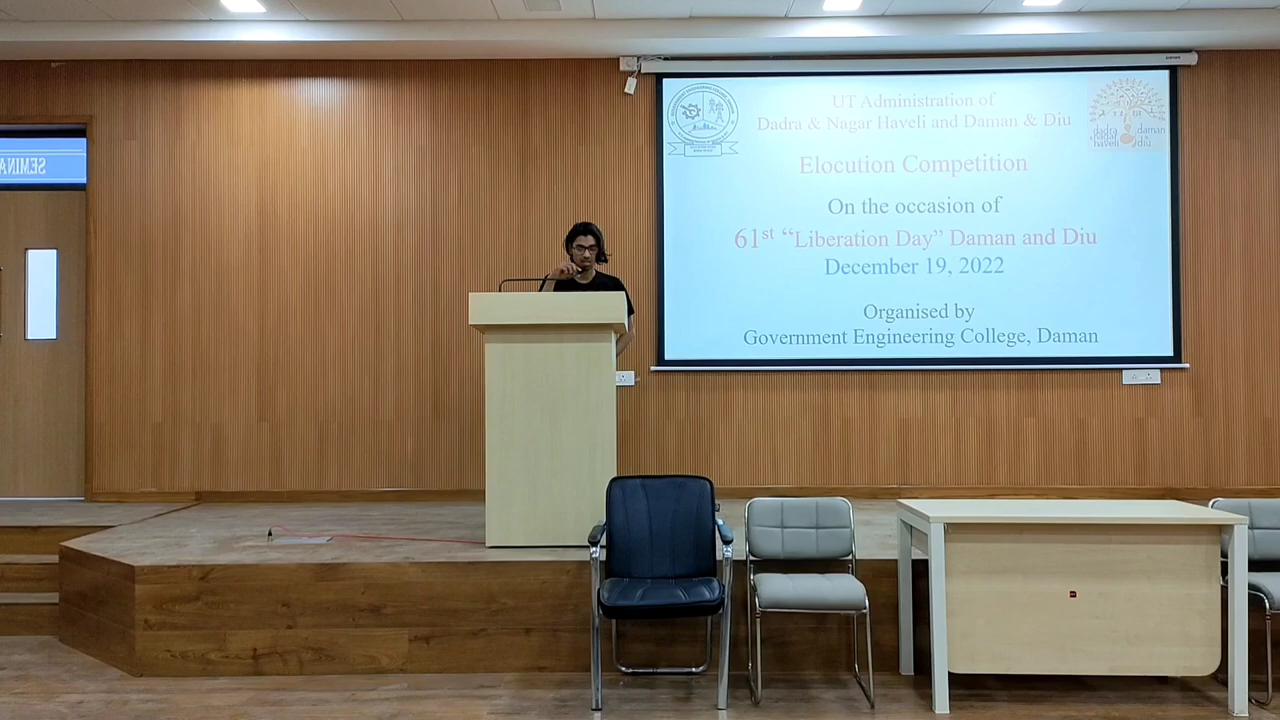 SEMINA
UT Administration of
Dadra & Nagar Haveli and Daman & Diu
Elocution Competition
On the occasion of
61st “Liberation Day” Daman and Diu
December 19, 2022
Organised by
Government Engineering College, Daman
dadra
nagar
haveli
daman
diu